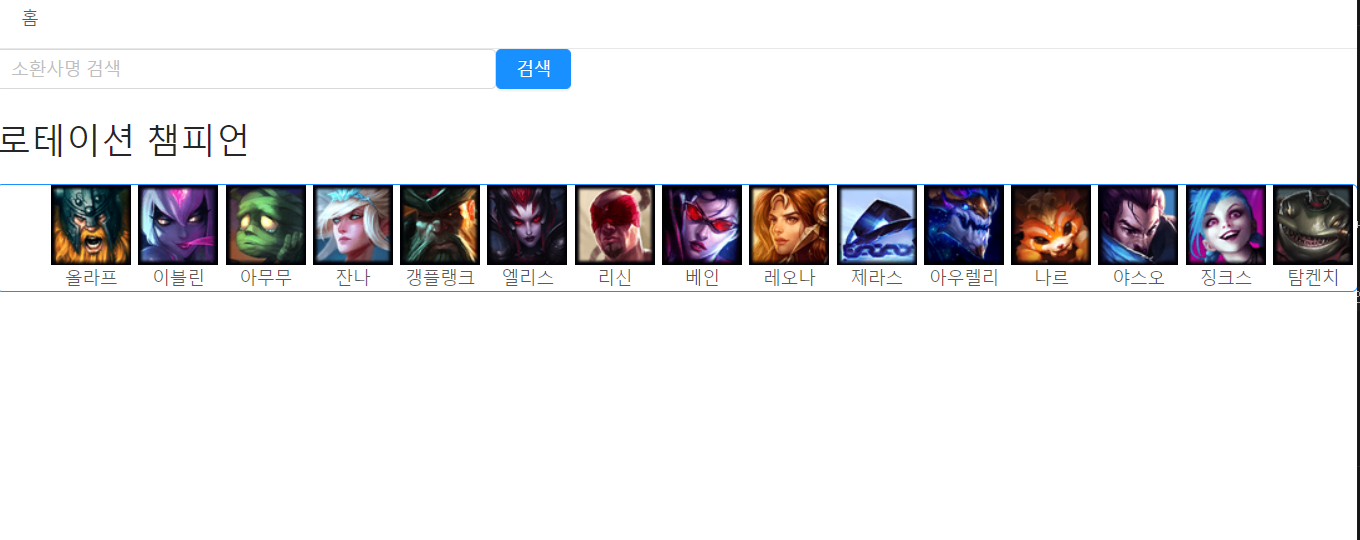 홈
소환사명 검색 검색
로테이션 챔피언
올라프 이블린 아무무 잔나 갱플랭크 엘리스 리신 베인 레오나 제라스 아우렐리 나르 야스오 징크스 탐켄치